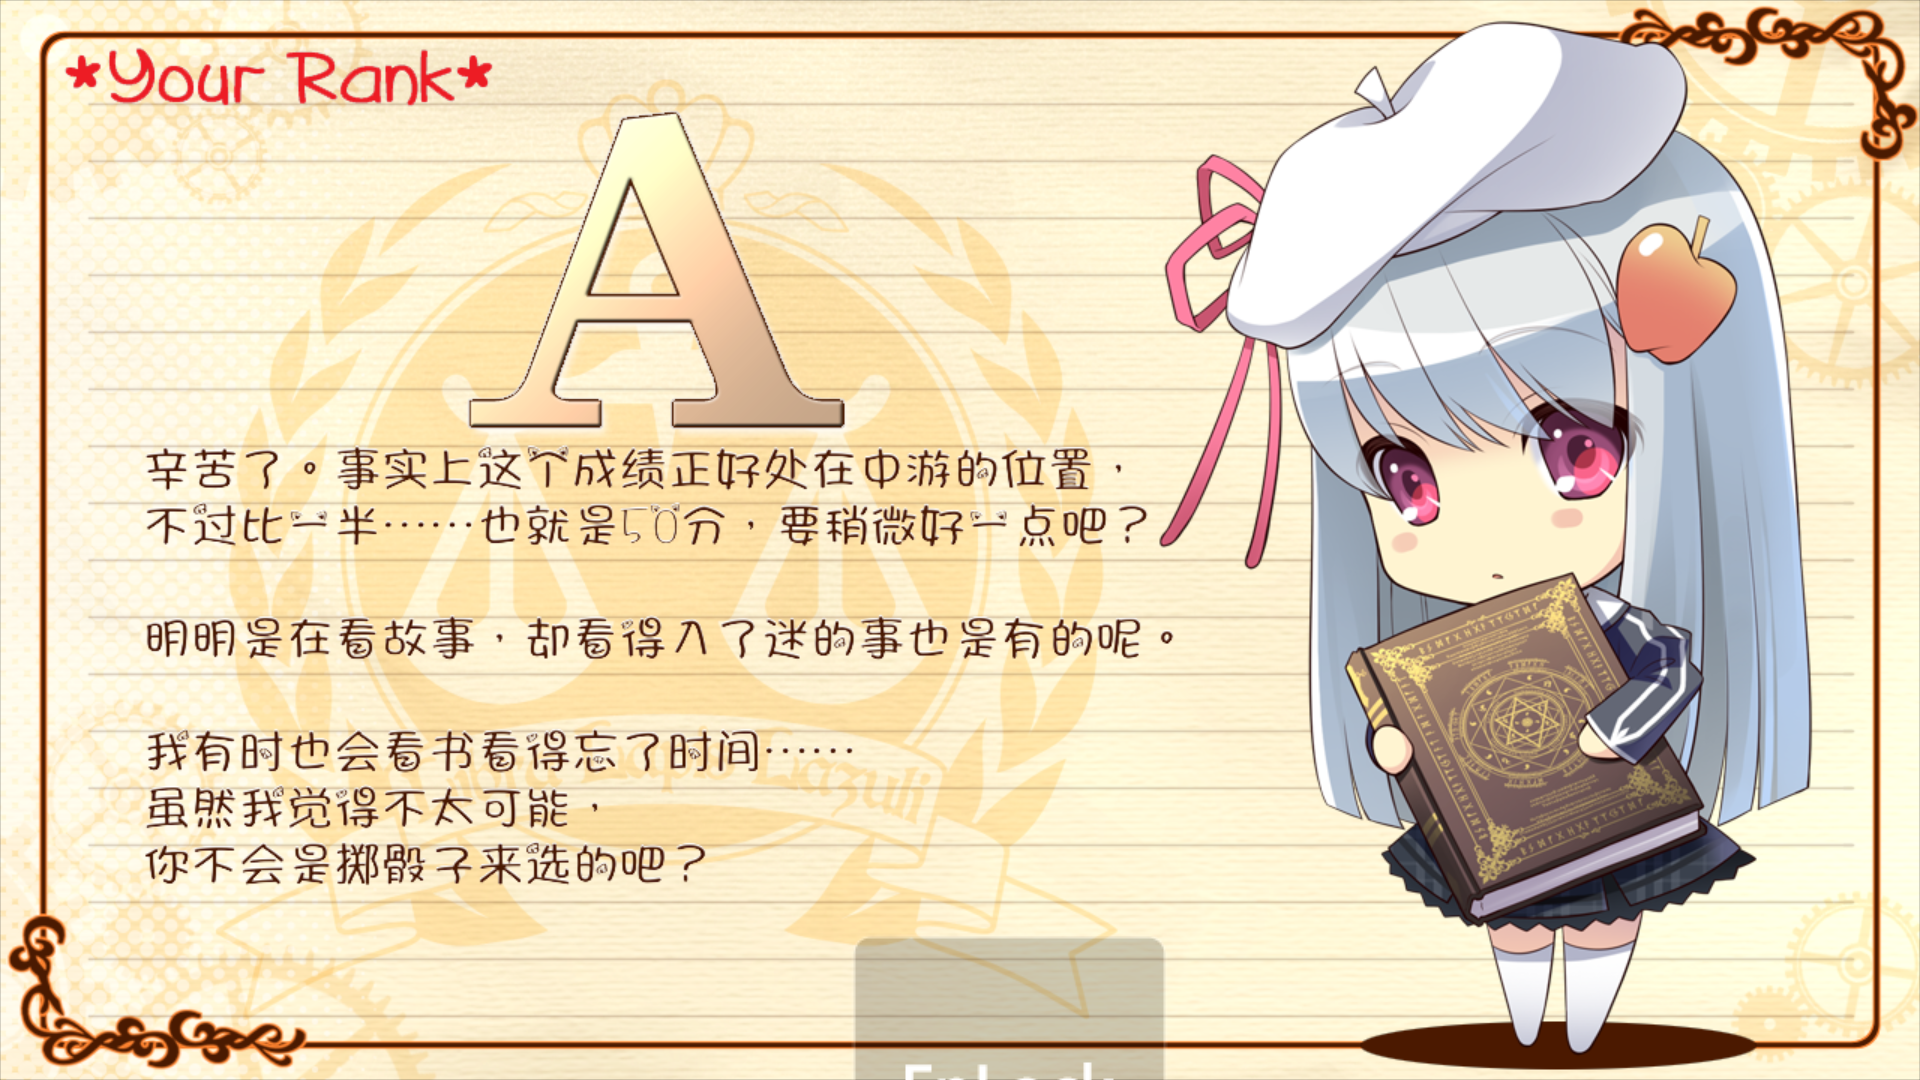 *Your Rank*
A
辛苦了。事实上这个成绩正好处在中游的位置，
不过比一半……也就是50分，要稍微好一点吧？
明明是在看故事，却看得入了迷的事也是有的呢。
我有时也会看书看得忘了时间……
虽然我觉得不太可能，
你不会是掷骰子来选的吧？
FnLock